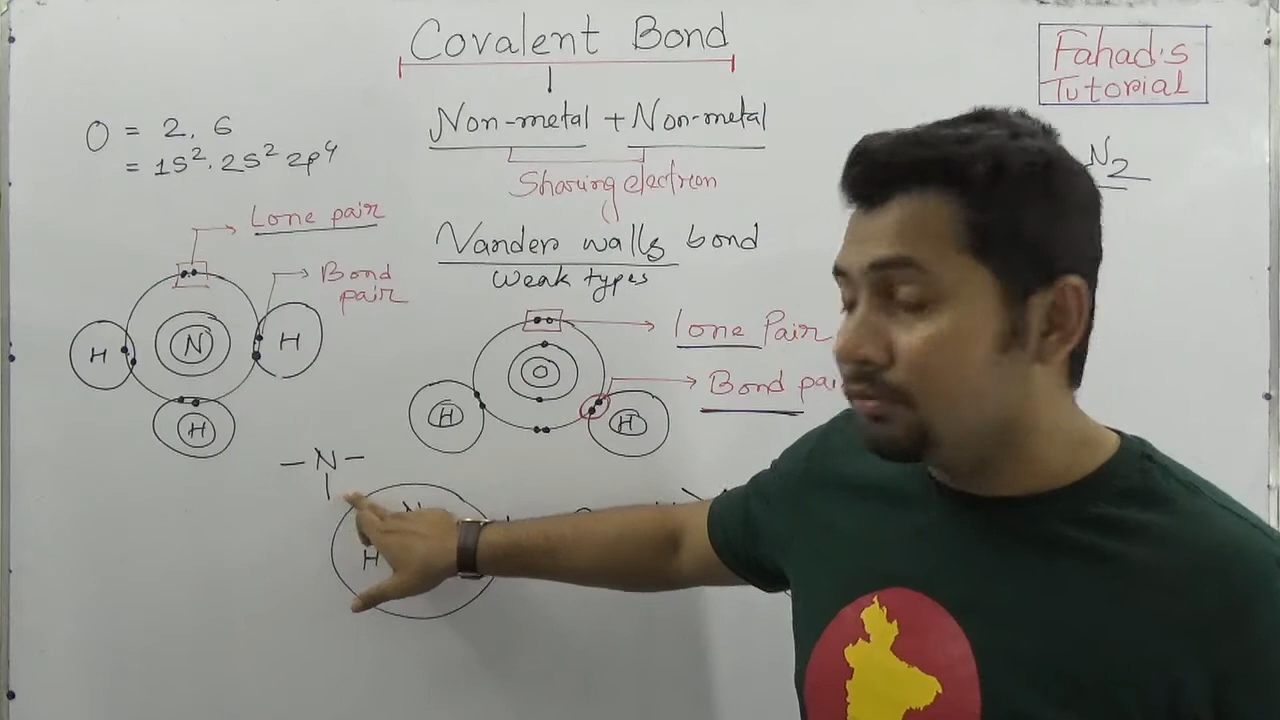 Covalent Bond
Fahad's
Tutorial
Non-metal + Non-metal
Sharing electron
O = 2, 6
= 1s². 2s² 2p⁴
N₂
Lone pair
Bond
pair
Vander walls bond
Weak types
H
N
H
H
lone Pair
O
Bond
H
H
– N –
H